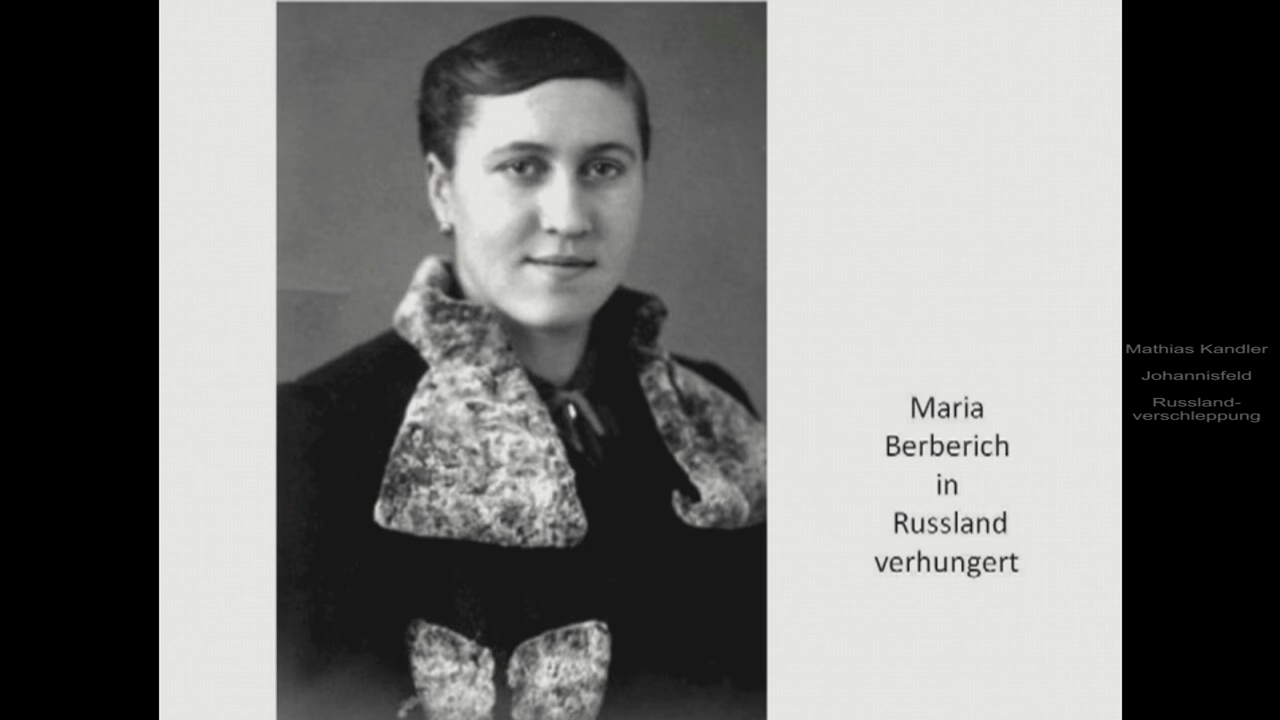 Maria
Berberich
in
Russland
verhungert
Mathias Kandler
Johannisfeld
Russland-
verschleppung